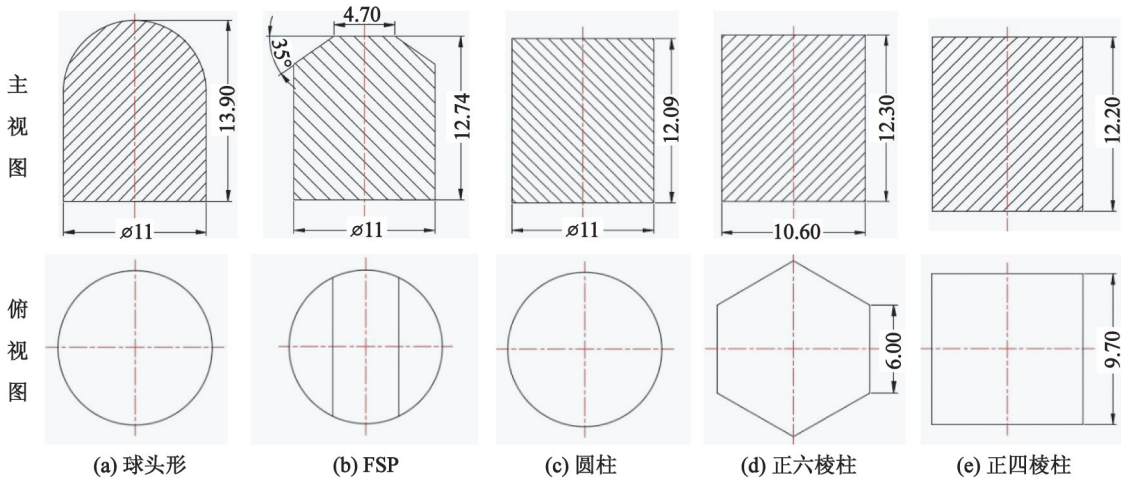 主视图
4.70
35°
13.90
⌀11
12.74
⌀11
12.09
⌀11
12.30
10.60
12.20
俯视图
6.00
9.70
(a) 球头形
(b) FSP
(c) 圆柱
(d) 正六棱柱
(e) 正四棱柱